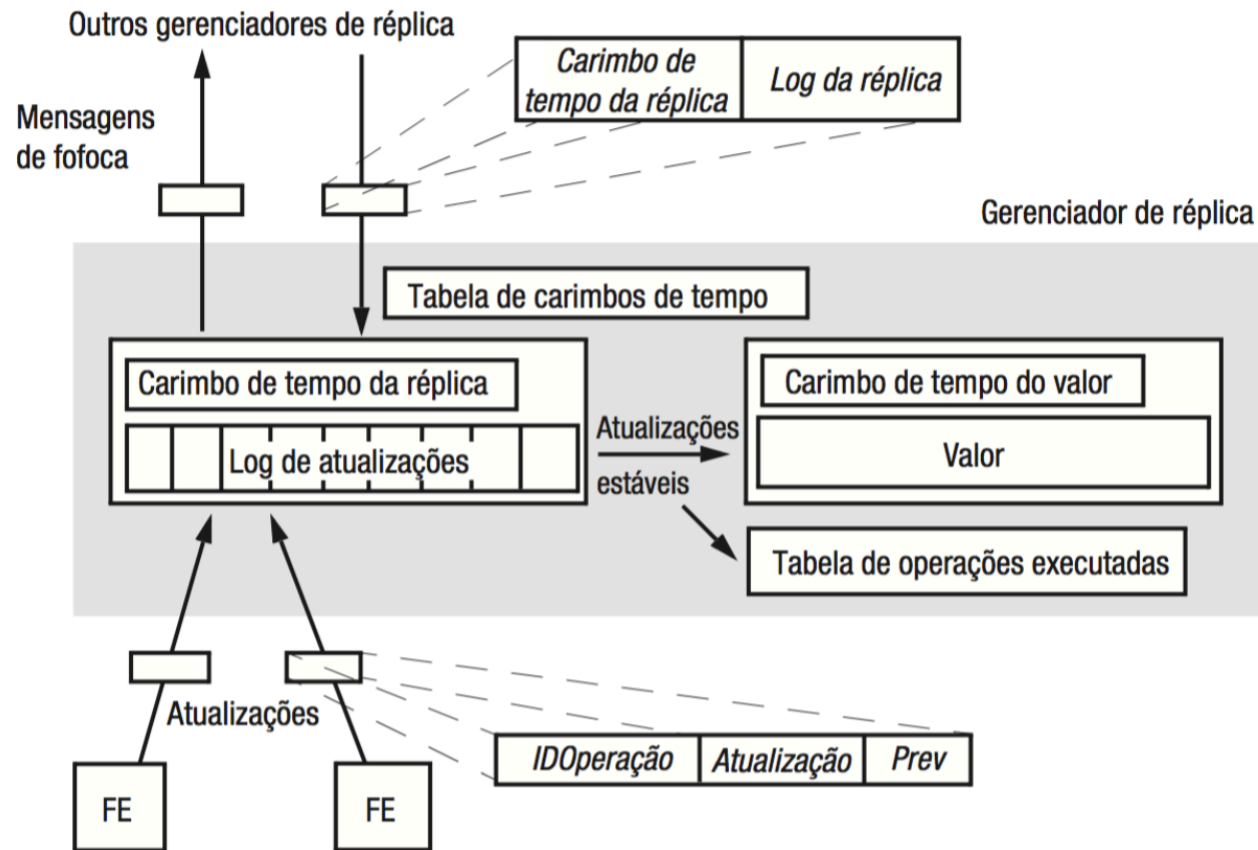 Outros gerenciadores de réplica
Carimbo de
tempo da réplica
Log da réplica
Mensagens
de fofoca
Gerenciador de réplica
Tabela de carimbos de tempo
Carimbo de tempo da réplica
Log de atualizações
Atualizações
estáveis
Carimbo de tempo do valor
Valor
Tabela de operações executadas
Atualizações
IDOperação
Atualização
Prev
FE
FE